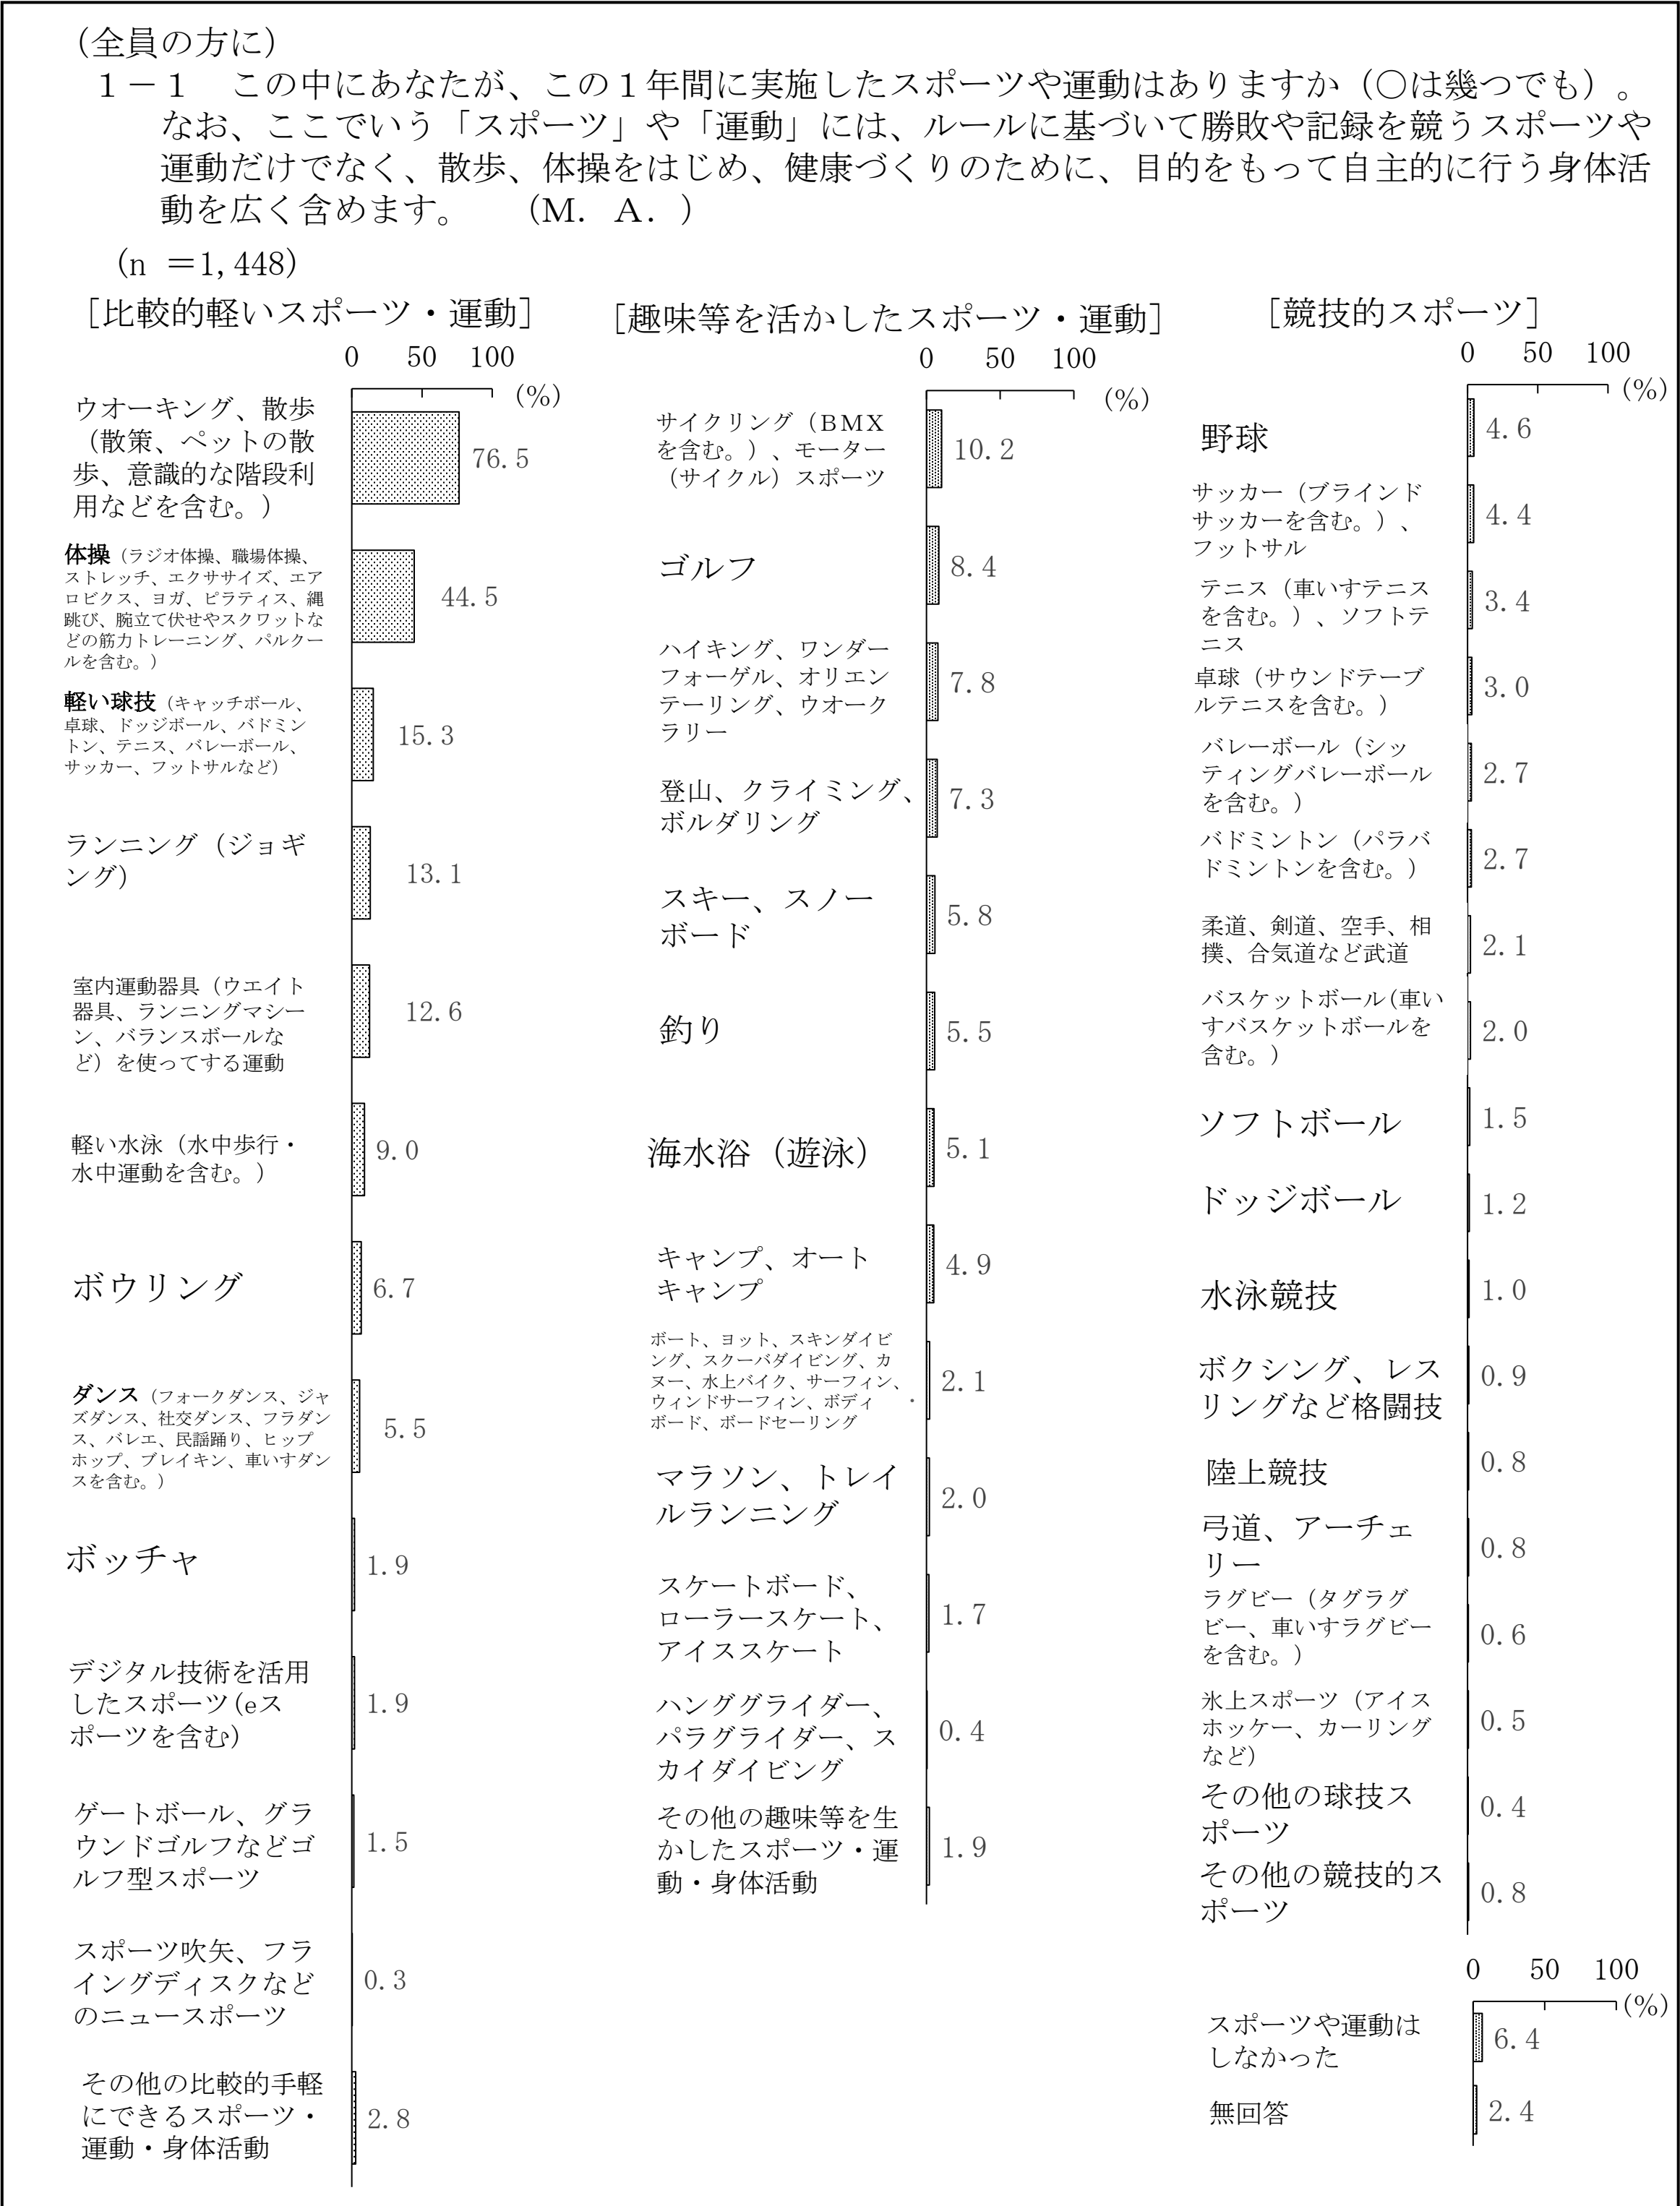 （全員の方に）
１－１　この中にあなたが、この１年間に実施したスポーツや運動はありますか（○は幾つでも）。
なお、ここでいう「スポーツ」や「運動」には、ルールに基づいて勝敗や記録を競うスポーツや
運動だけでなく、散歩、体操をはじめ、健康づくりのために、目的をもって自主的に行う身体活
動を広く含めます。　（M. A. ）
(n ＝1,448)
［比較的軽いスポーツ・運動］
0 50 100
(%)
ウオーキング、散歩
（散策、ペットの散
歩、意識的な階段利
用などを含む。）
76.5
体操（ラジオ体操、職場体操、
ストレッチ、エクササイズ、エア
ロビクス、ヨガ、ピラティス、縄
跳び、腕立て伏せやスクワットな
どの筋力トレーニング、パルクー
ルを含む。）
44.5
軽い球技（キャッチボール、
卓球、ドッジボール、バドミン
トン、テニス、バレーボール、
サッカー、フットサルなど）
15.3
ランニング（ジョギ
ング）
13.1
室内運動器具（ウエイト
器具、ランニングマシー
ン、バランスボールな
ど）を使ってする運動
12.6
軽い水泳（水中歩行・
水中運動を含む。）
9.0
ボウリング
6.7
ダンス（フォークダンス、ジャ
ズダンス、社交ダンス、フラダン
ス、バレエ、民謡踊り、ヒップ
ホップ、ブレイキン、車いすダン
スを含む。）
5.5
ボッチャ
1.9
デジタル技術を活用
したスポーツ(eス
ポーツを含む)
1.9
ゲートボール、グラ
ウンドゴルフなどゴ
ルフ型スポーツ
1.5
スポーツ吹矢、フラ
イングディスクなど
のニュースポーツ
0.3
その他の比較的手軽
にできるスポーツ・
運動・身体活動
2.8
［趣味等を活かしたスポーツ・運動］
0 50 100
(%)
サイクリング（ＢＭＸ
を含む。）、モーター
（サイクル）スポーツ
10.2
ゴルフ
8.4
ハイキング、ワンダー
フォーゲル、オリエン
テーリング、ウオーク
ラリー
7.8
登山、クライミング、
ボルダリング
7.3
スキー、スノー
ボード
5.8
釣り
5.5
海水浴（遊泳）
5.1
キャンプ、オート
キャンプ
4.9
ボート、ヨット、スキンダイビ
ング、スクーバダイビング、カ
ヌー、水上バイク、サーフィン、
ウィンドサーフィン、ボディ
ボード、ボードセーリング
2.1
マラソン、トレイ
ルランニング
2.0
スケートボード、
ローラースケート、
アイススケート
1.7
ハンググライダー、
パラグライダー、ス
カイダイビング
0.4
その他の趣味等を生
かしたスポーツ・運
動・身体活動
1.9
［競技的スポーツ］
0 50 100
(%)
野球
4.6
サッカー（ブラインド
サッカーを含む。）、
フットサル
4.4
テニス（車いすテニス
を含む。）、ソフトテ
ニス
3.4
卓球（サウンドテーブ
ルテニスを含む。）
3.0
バレーボール（シッ
ティングバレーボール
を含む。）
2.7
バドミントン（パラバ
ドミントンを含む。）
2.7
柔道、剣道、空手、相
撲、合気道など武道
2.1
バスケットボール(車い
すバスケットボールを
含む。）
2.0
ソフトボール
1.5
ドッジボール
1.2
水泳競技
1.0
ボクシング、レス
リングなど格闘技
0.9
陸上競技
0.8
弓道、アーチェ
リー
0.8
ラグビー（タグラグ
ビー、車いすラグビー
を含む。）
0.6
氷上スポーツ（アイス
ホッケー、カーリング
など）
0.5
その他の球技ス
ポーツ
0.4
その他の競技的ス
ポーツ
0.8
0 50 100
(%)
スポーツや運動は
しなかった
6.4
無回答
2.4